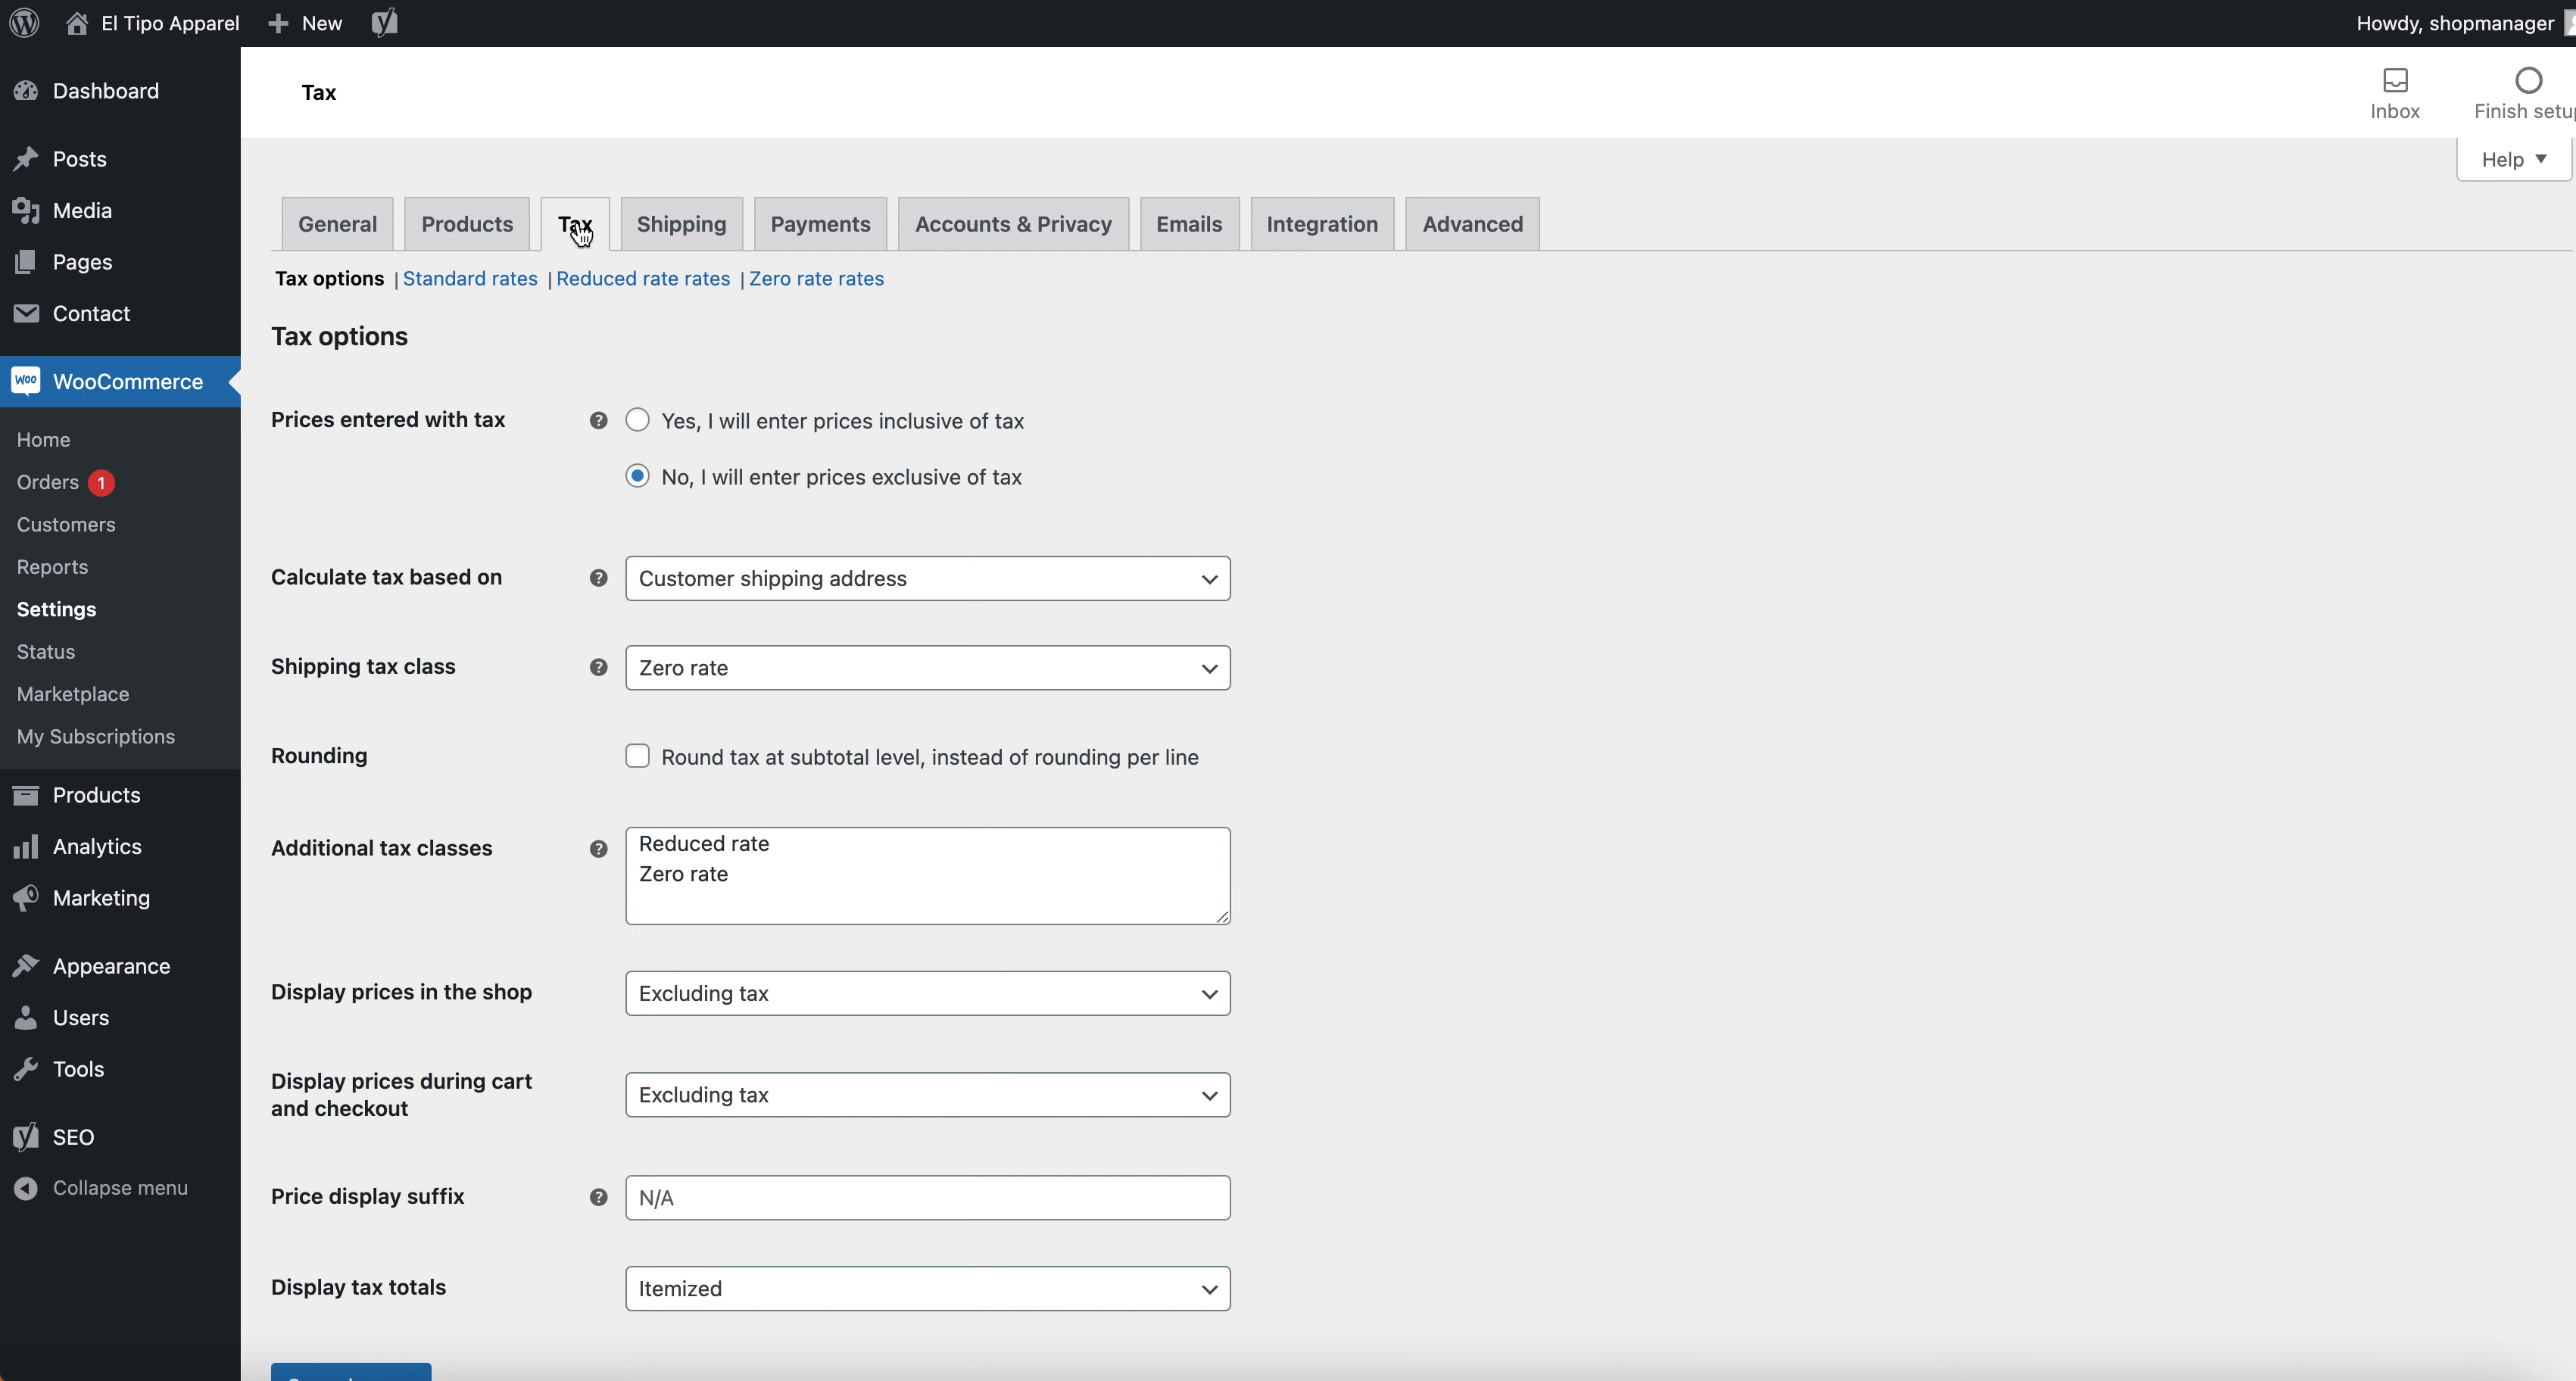 El Tipo Apparel
New
Howdy, shopmanager
Dashboard
Posts
Media
Pages
Contact
WooCommerce
Home
Orders 1
Customers
Reports
Settings
Status
Marketplace
My Subscriptions
Products
Analytics
Marketing
Appearance
Users
Tools
SEO
Collapse menu
Tax
Inbox
Finish setu
Help
General
Products
Tax
Shipping
Payments
Accounts & Privacy
Emails
Integration
Advanced
Tax options | Standard rates | Reduced rate rates | Zero rate rates
Tax options
Prices entered with tax
Yes, I will enter prices inclusive of tax
No, I will enter prices exclusive of tax
Calculate tax based on
Customer shipping address
Shipping tax class
Zero rate
Rounding
Round tax at subtotal level, instead of rounding per line
Additional tax classes
Reduced rate
Zero rate
Display prices in the shop
Excluding tax
Display prices during cart
and checkout
Excluding tax
Price display suffix
N/A
Display tax totals
Itemized